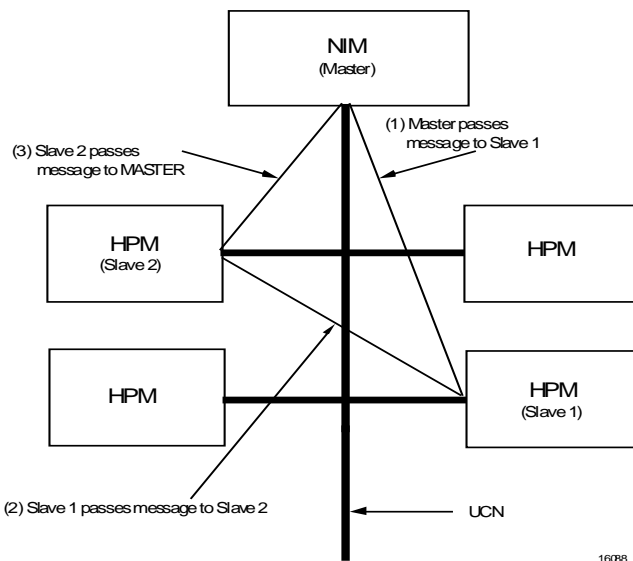 NIM
(Master)
(1) Master passes
message to Slave 1
(3) Slave 2 passes
message to MASTER
HPM
(Slave 2)
HPM
HPM
HPM
(Slave 1)
(2) Slave 1 passes message to Slave 2
UCN
16088